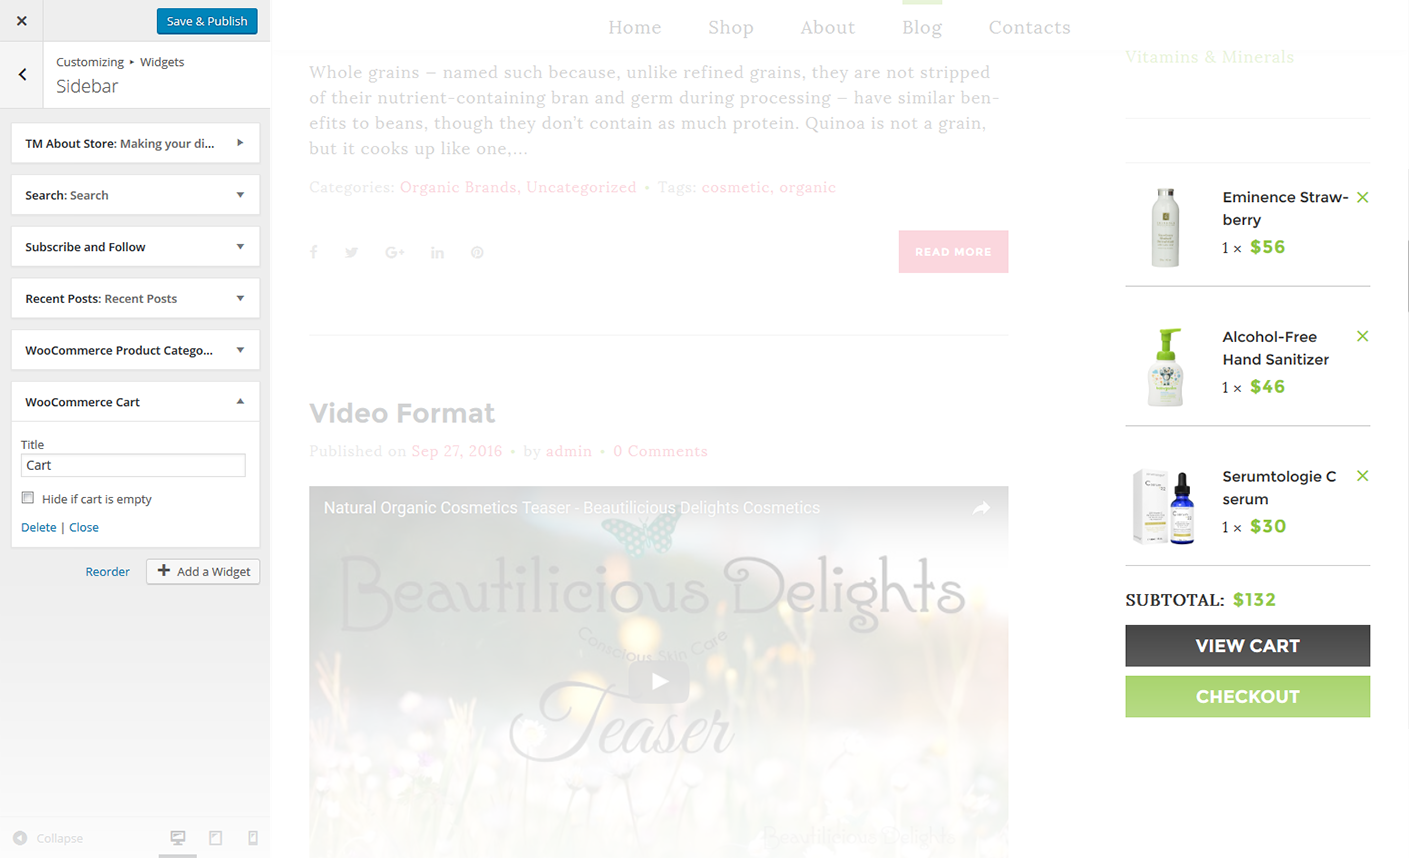 Save & Publish
Customizing ▸ Widgets
Sidebar
TM About Store: Making your di...
Search: Search
Subscribe and Follow
Recent Posts: Recent Posts
WooCommerce Product Catego...
WooCommerce Cart
Title
Cart
Hide if cart is empty
Delete | Close
Reorder
Add a Widget
Collapse
Home
Shop
About
Blog
Contacts
Whole grains – named such because, unlike refined grains, they are not stripped
of their nutrient-containing bran and germ during processing – have similar ben-
efits to beans, though they don’t contain as much protein. Quinoa is not a grain,
but it cooks up like one,...
Categories: Organic Brands, Uncategorized • Tags: cosmetic, organic
READ MORE
Video Format
Published on Sep 27, 2016 • by admin • 0 Comments
Natural Organic Cosmetics Teaser - Beautilicious Delights Cosmetics
Beautilicious Delights
Conscious Skin Care
Teaser
Beautilicious Delights
Vitamins & Minerals
Eminence Straw-
berry
1 × $56
Alcohol-Free
Hand Sanitizer
1 × $46
Serumtologie C
serum
1 × $30
SUBTOTAL: $132
VIEW CART
CHECKOUT